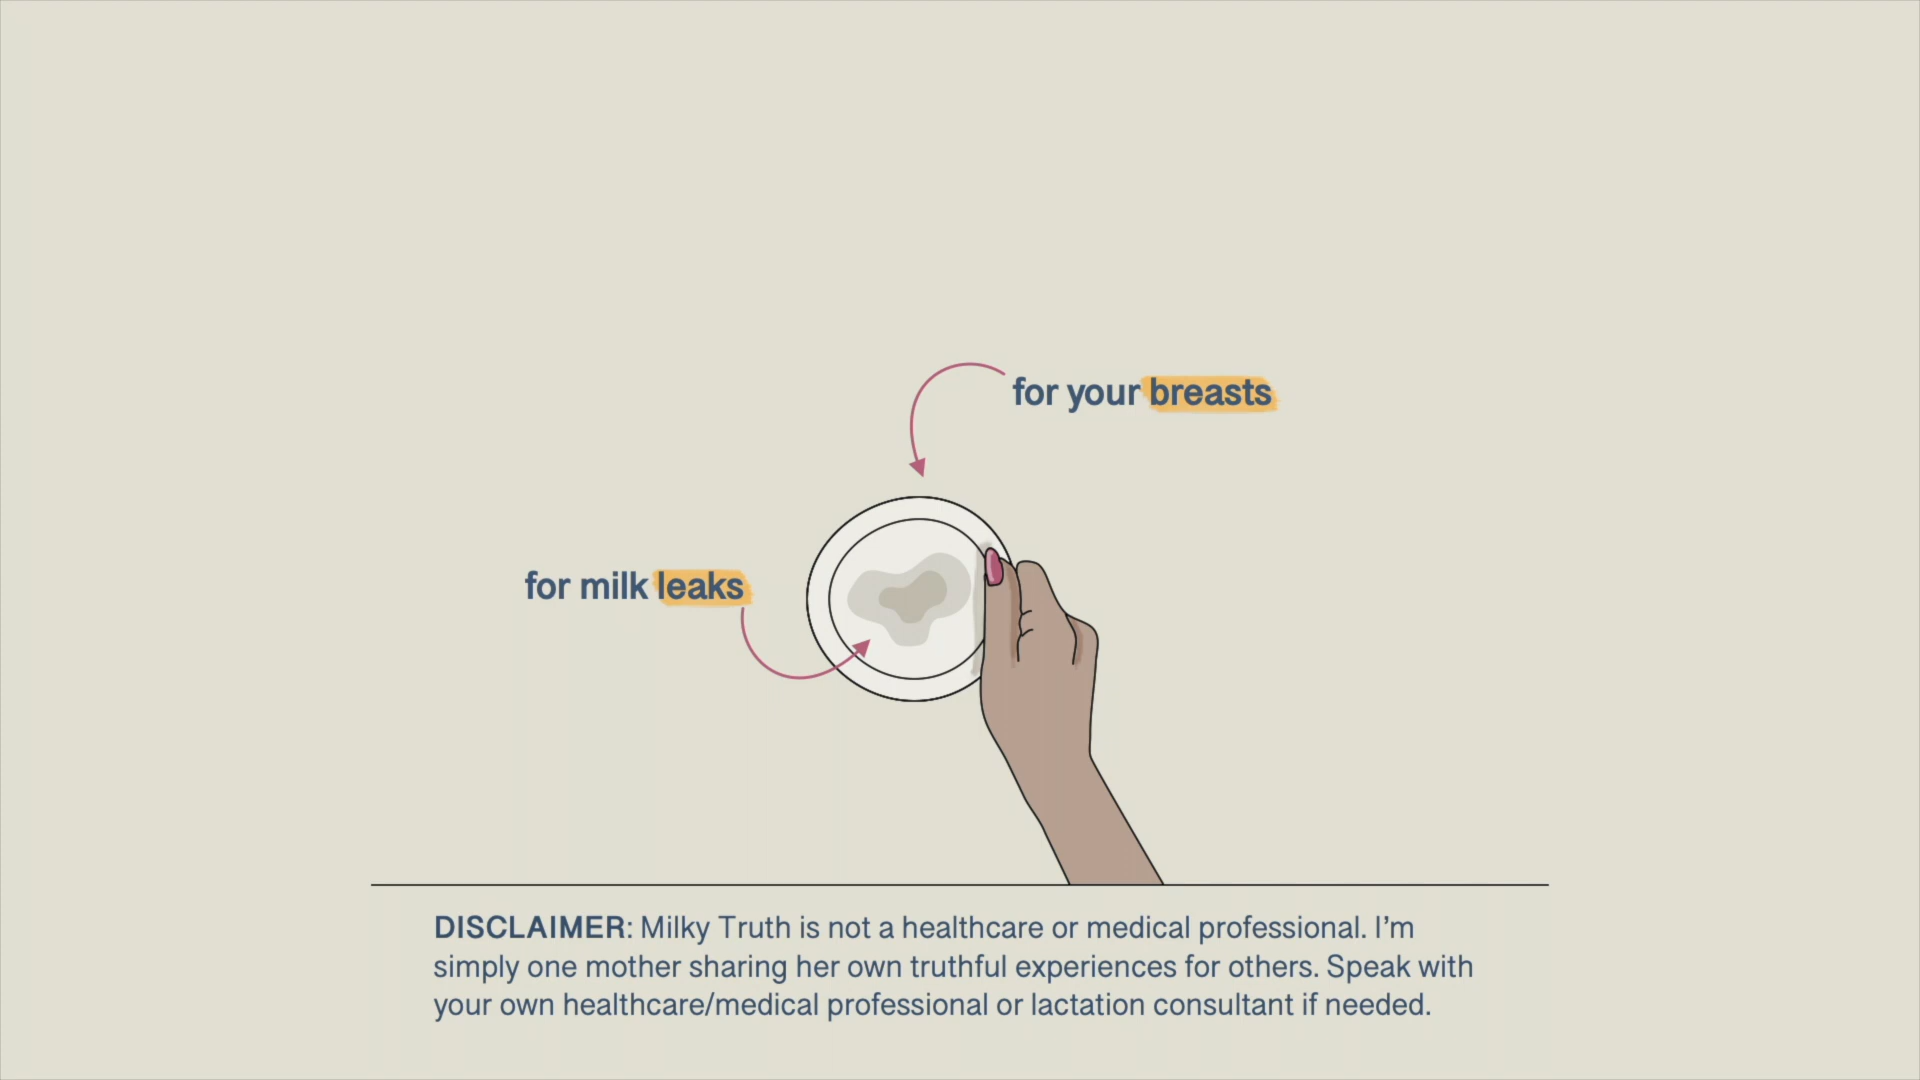 for your breasts
for milk leaks
DISCLAIMER: Milky Truth is not a healthcare or medical professional. I’m
simply one mother sharing her own truthful experiences for others. Speak with
your own healthcare/medical professional or lactation consultant if needed.